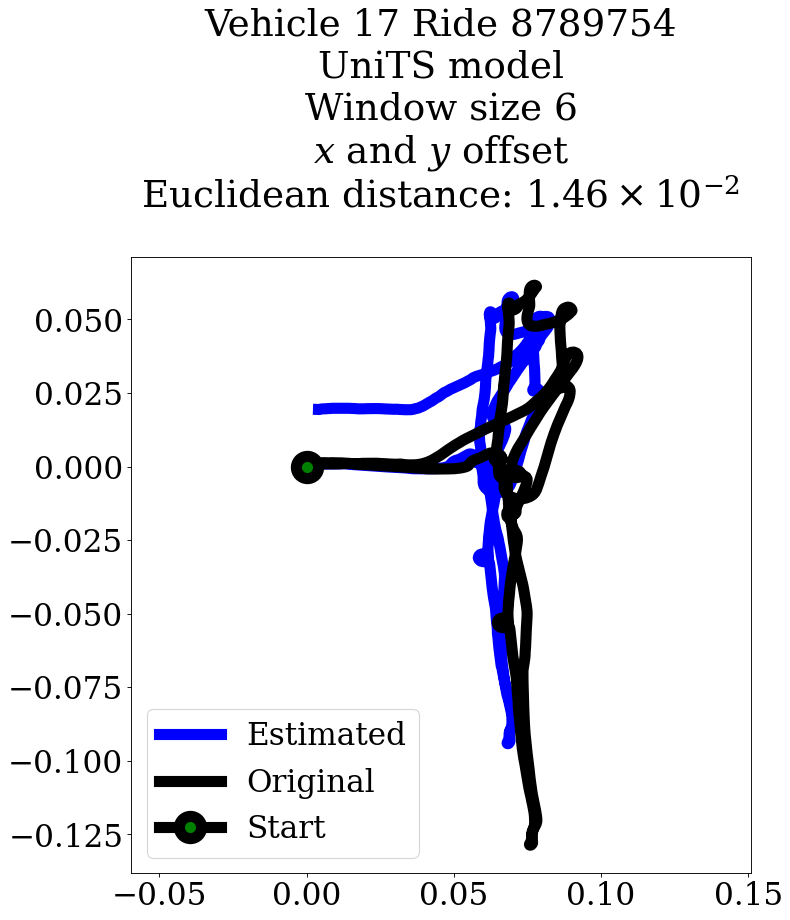 Vehicle 17 Ride 8789754
UniTS model
Window size 6
x and y offset
Euclidean distance: 1.46 × 10⁻²
0.050
0.025
0.000
−0.025
−0.050
−0.075
−0.100
−0.125
Estimated
Original
Start
−0.05 0.00 0.05 0.10 0.15